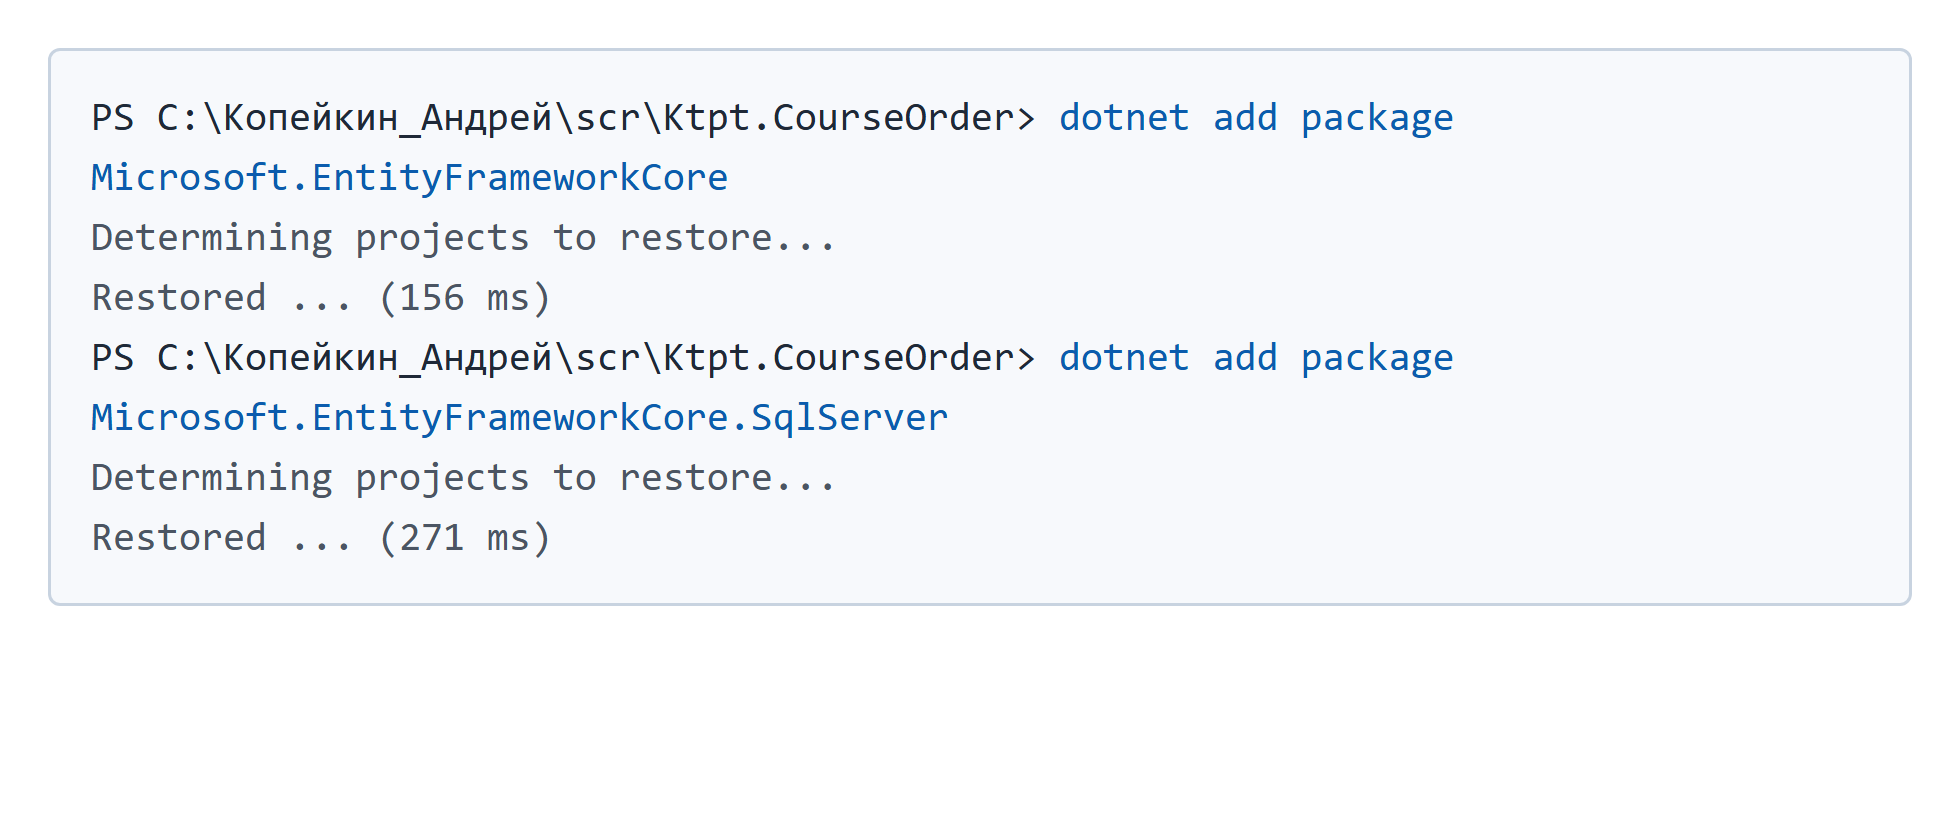 PS C:\Копейкин_Андрей\scr\Ktpt.CourseOrder> dotnet add package
Microsoft.EntityFrameworkCore
Determining projects to restore...
Restored ... (156 ms)
PS C:\Копейкин_Андрей\scr\Ktpt.CourseOrder> dotnet add package
Microsoft.EntityFrameworkCore.SqlServer
Determining projects to restore...
Restored ... (271 ms)